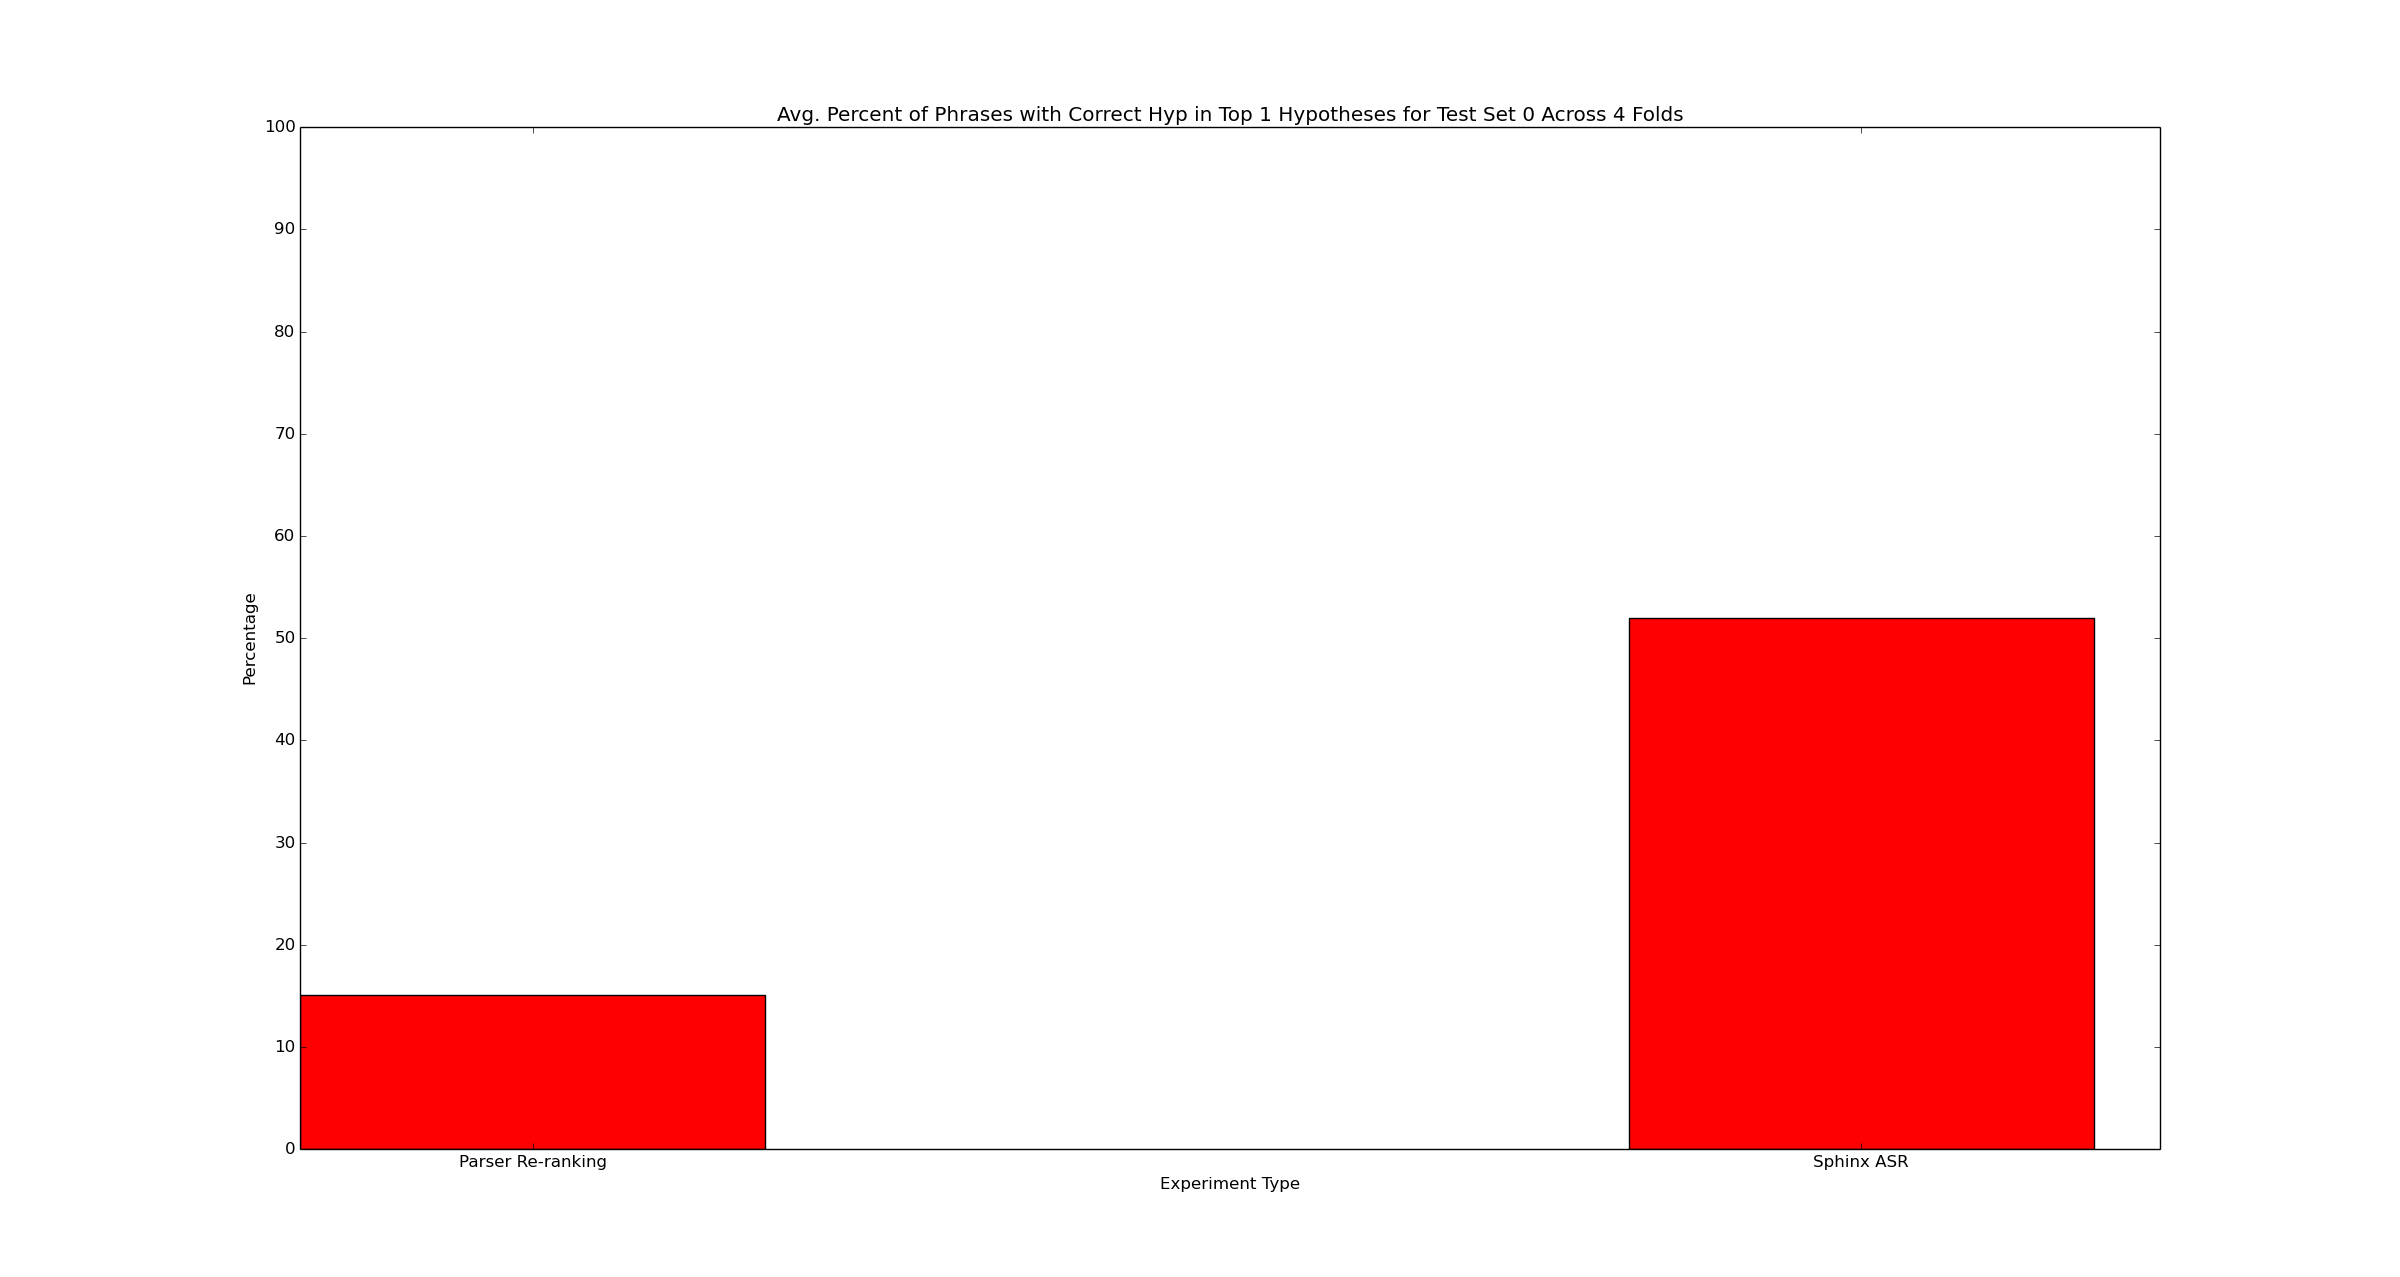 Avg. Percent of Phrases with Correct Hyp in Top 1 Hypotheses for Test Set 0 Across 4 Folds
100
90
80
70
60
50
40
30
20
10
0
Percentage
Parser Re-ranking
Sphinx ASR
Experiment Type